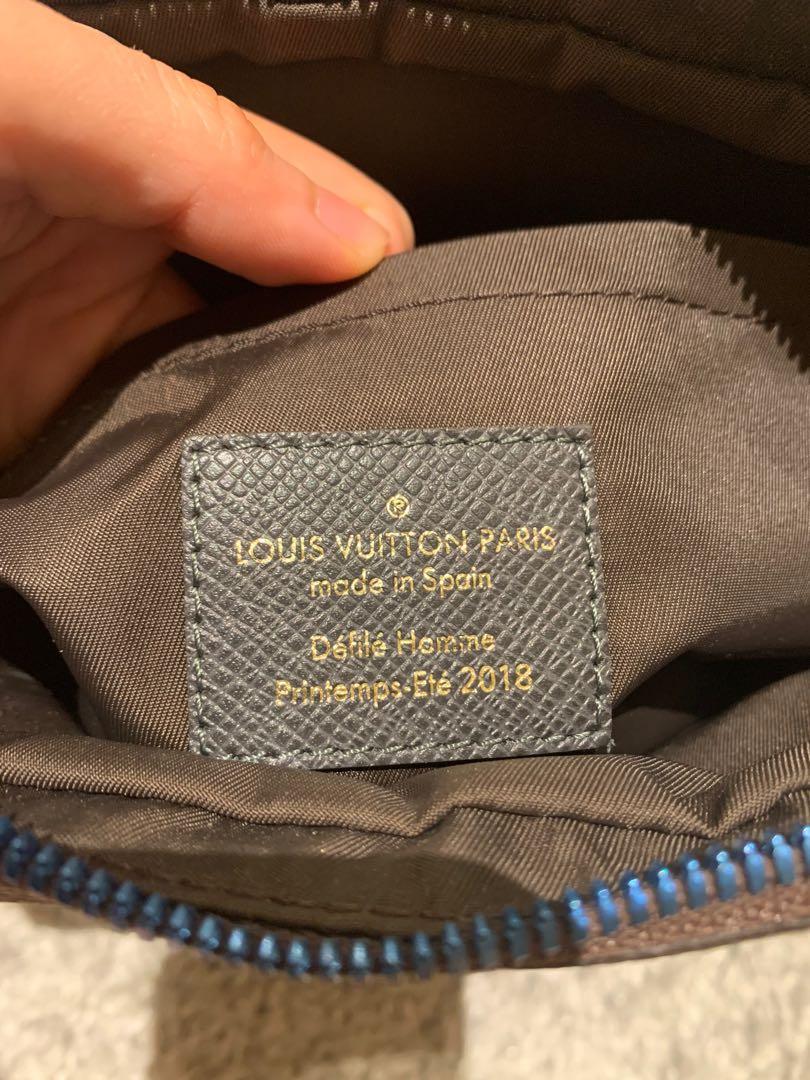 ®
LOUIS VUITTON PARIS
made in Spain
Défilé Homme
Printemps-Eté 2018